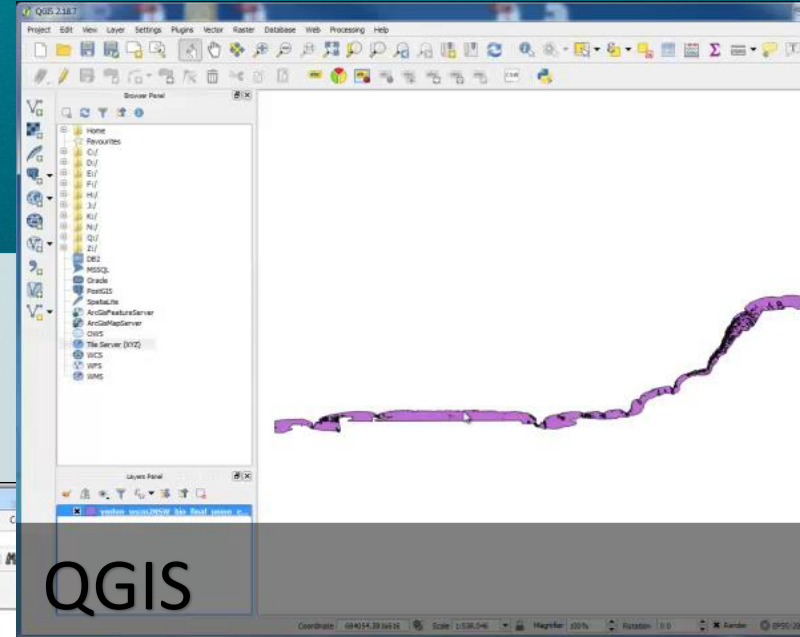 QGIS 2.18.7
Project Edit View Layer Settings Plugins Vector Raster Database Web Processing Help
Browser Panel
Home
Favourites
C:/
D:/
E:/
F:/
H:/
J:/
K:/
N:/
Q:/
Z:/
DB2
MSSQL
Oracle
PostGIS
SpatiaLite
ArcGisFeatureServer
ArcGisMapServer
OWS
Tile Server (XYZ)
WCS
WFS
WMS
Layers Panel
QGIS
Coordinate
Scale
Magnifier 100%
Rotation 0.0
Render